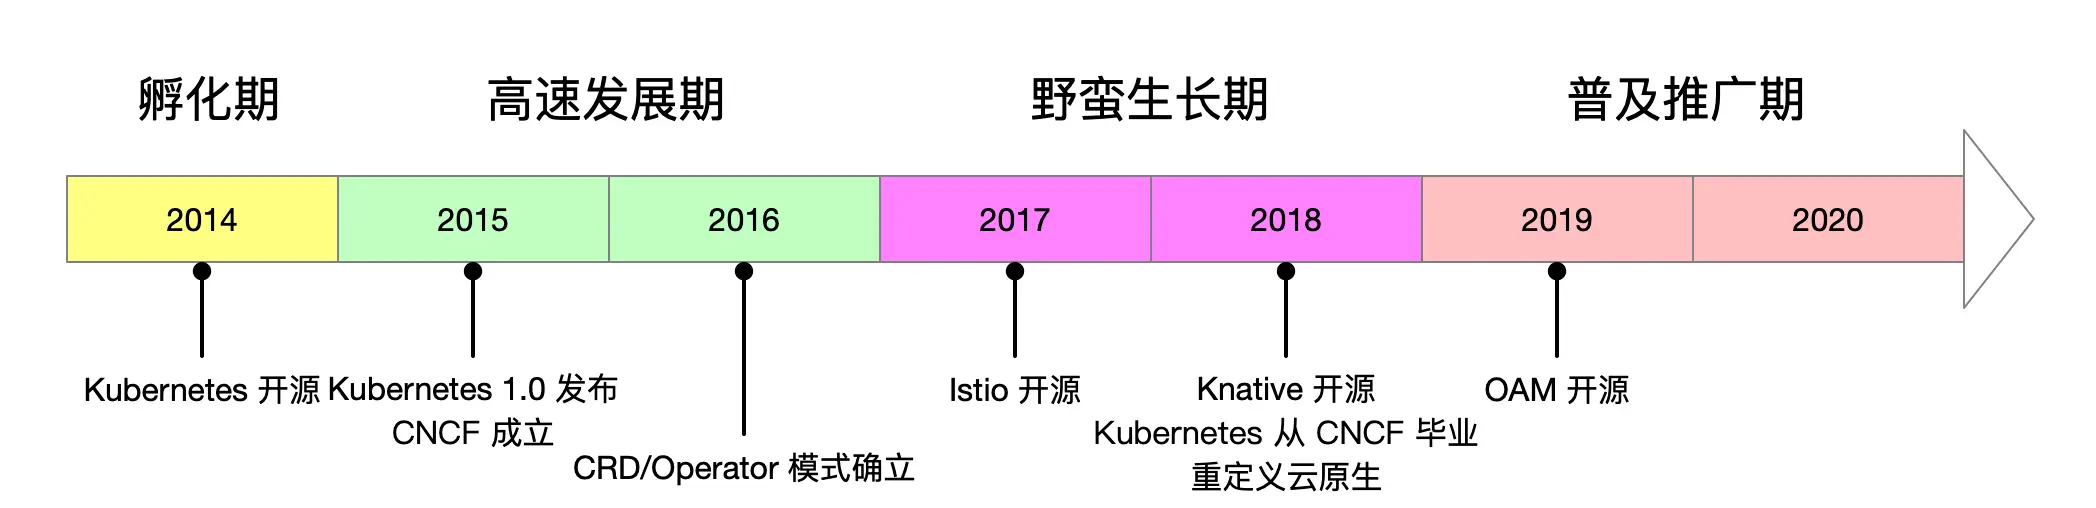 孵化期
高速发展期
野蛮生长期
普及推广期
2014
2015
2016
2017
2018
2019
2020
Kubernetes 开源
Kubernetes 1.0 发布
CNCF 成立
CRD/Operator 模式确立
Istio 开源
Knative 开源
Kubernetes 从 CNCF 毕业
重定义云原生
OAM 开源